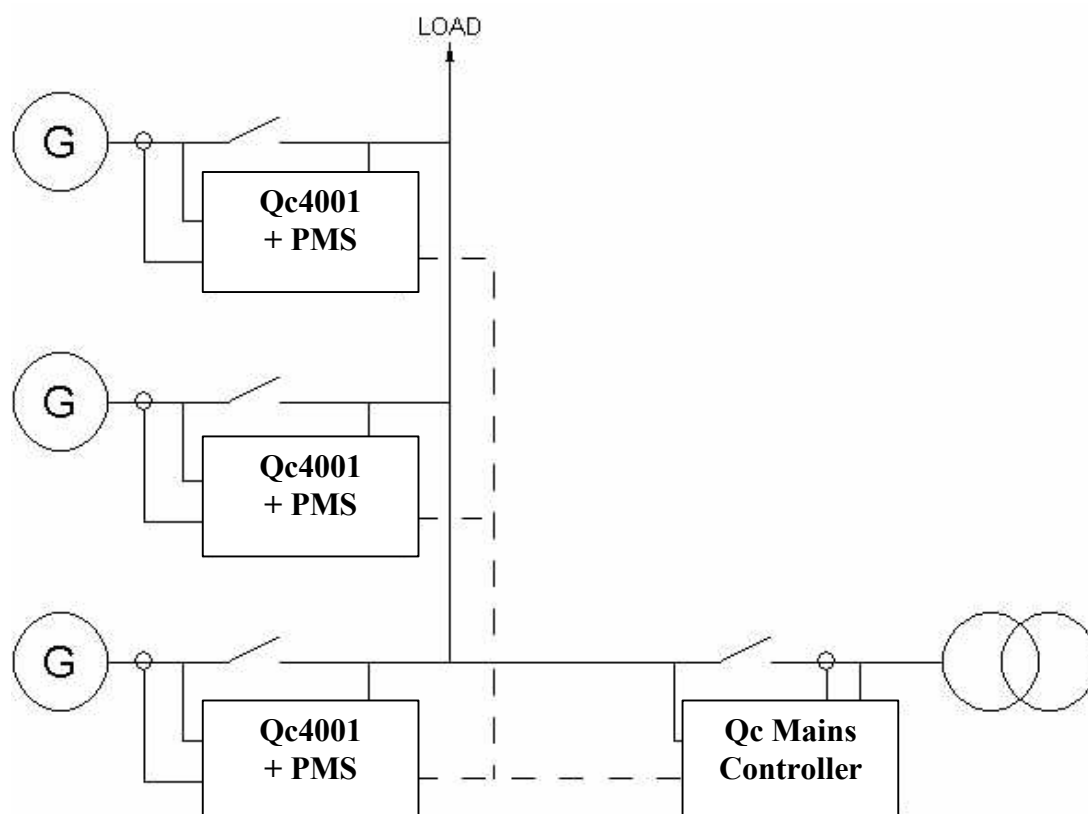 LOAD
G
Qc4001
+ PMS
G
Qc4001
+ PMS
G
Qc4001
+ PMS
Qc Mains
Controller